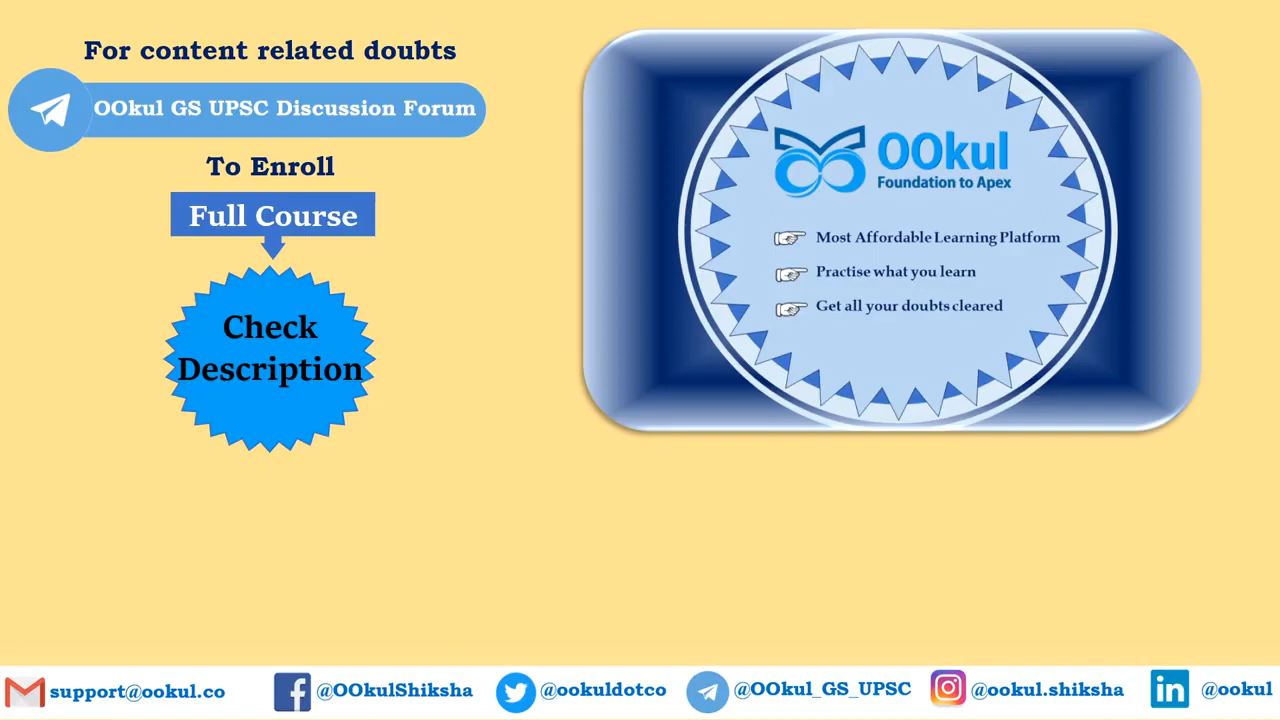 For content related doubts
OOkul GS UPSC Discussion Forum
To Enroll
Full Course
Check
Description
OOkul
Foundation to Apex
Most Affordable Learning Platform
Practise what you learn
Get all your doubts cleared
support@ookul.co @OOkulShiksha @ookuldotco @OOkul_GS_UPSC @ookul.shiksha @ookul